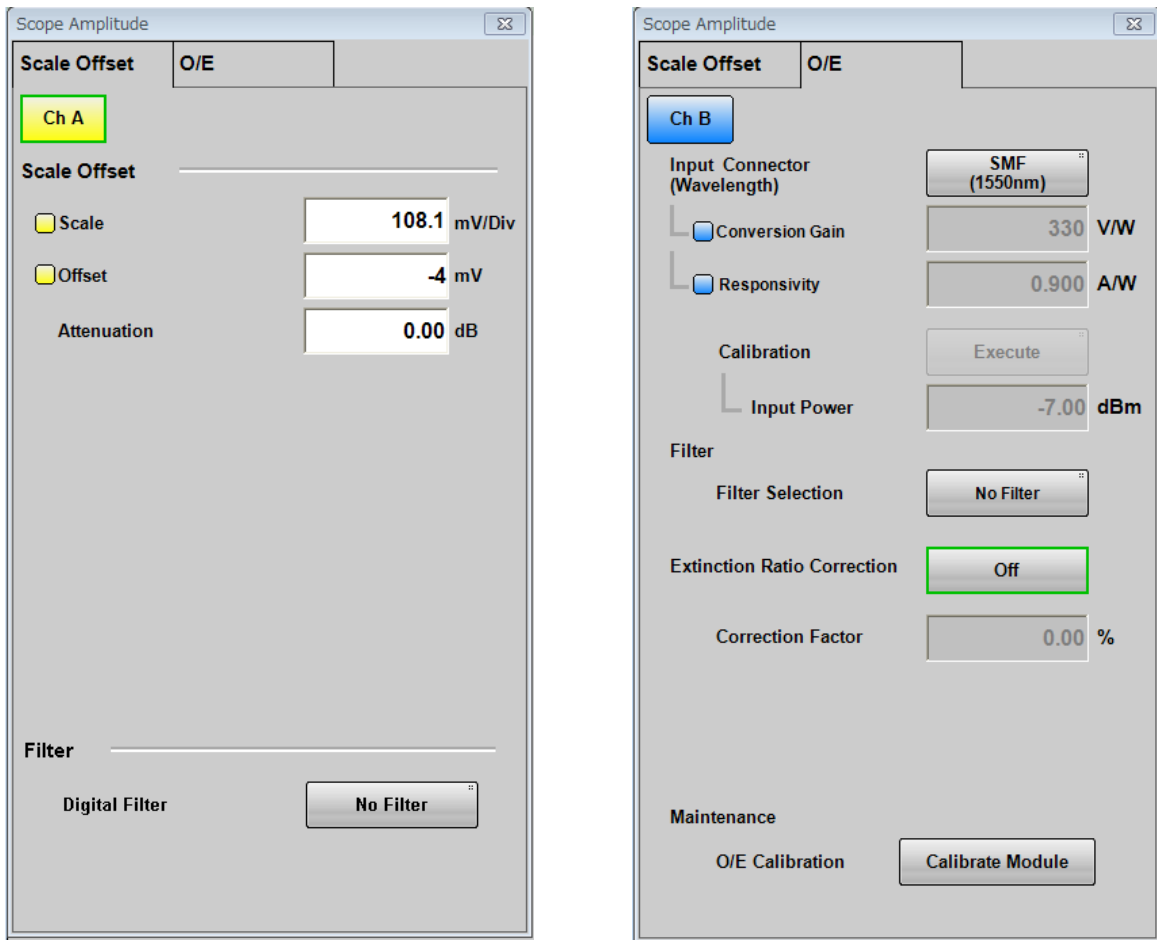 Scope Amplitude
Scale Offset O/E
Ch A
Scale Offset
Scale 108.1 mV/Div
Offset -4 mV
Attenuation 0.00 dB
Filter
Digital Filter No Filter
Scope Amplitude
Scale Offset O/E
Ch B
Input Connector
(Wavelength)
SMF
(1550nm)
Conversion Gain 330 V/W
Responsivity 0.900 A/W
Calibration Execute
Input Power -7.00 dBm
Filter
Filter Selection No Filter
Extinction Ratio Correction Off
Correction Factor 0.00 %
Maintenance
O/E Calibration Calibrate Module